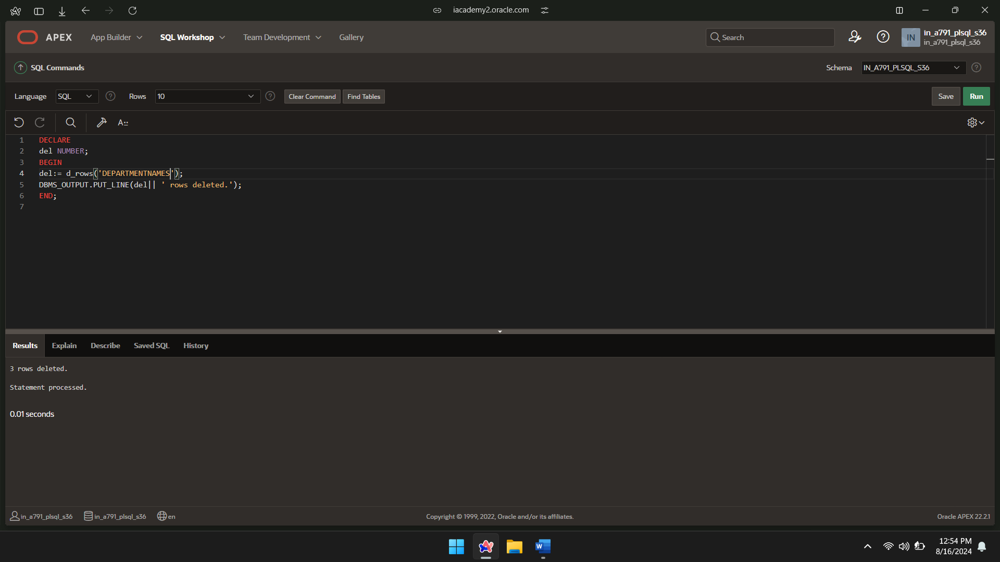 iacademy2.oracle.com
APEX
App Builder
SQL Workshop
Team Development
Gallery
Search
IN
in_a791_plsql_s36
in_a791_plsql_s36
SQL Commands
Schema
IN_A791_PLSQL_S36
Language
SQL
Rows
10
Clear Command
Find Tables
Save
Run
1 DECLARE
2 del NUMBER;
3 BEGIN
4 del:= d_rows('DEPARTMENTNAMES');
5 DBMS_OUTPUT.PUT_LINE(del|| ' rows deleted.');
6 END;
7
Results
Explain
Describe
Saved SQL
History
3 rows deleted.
Statement processed.
0.01 seconds
in_a791_plsql_s36
in_a791_plsql_s36
en
Copyright © 1999, 2022, Oracle and/or its affiliates.
Oracle APEX 22.2.1
12:54 PM
8/16/2024